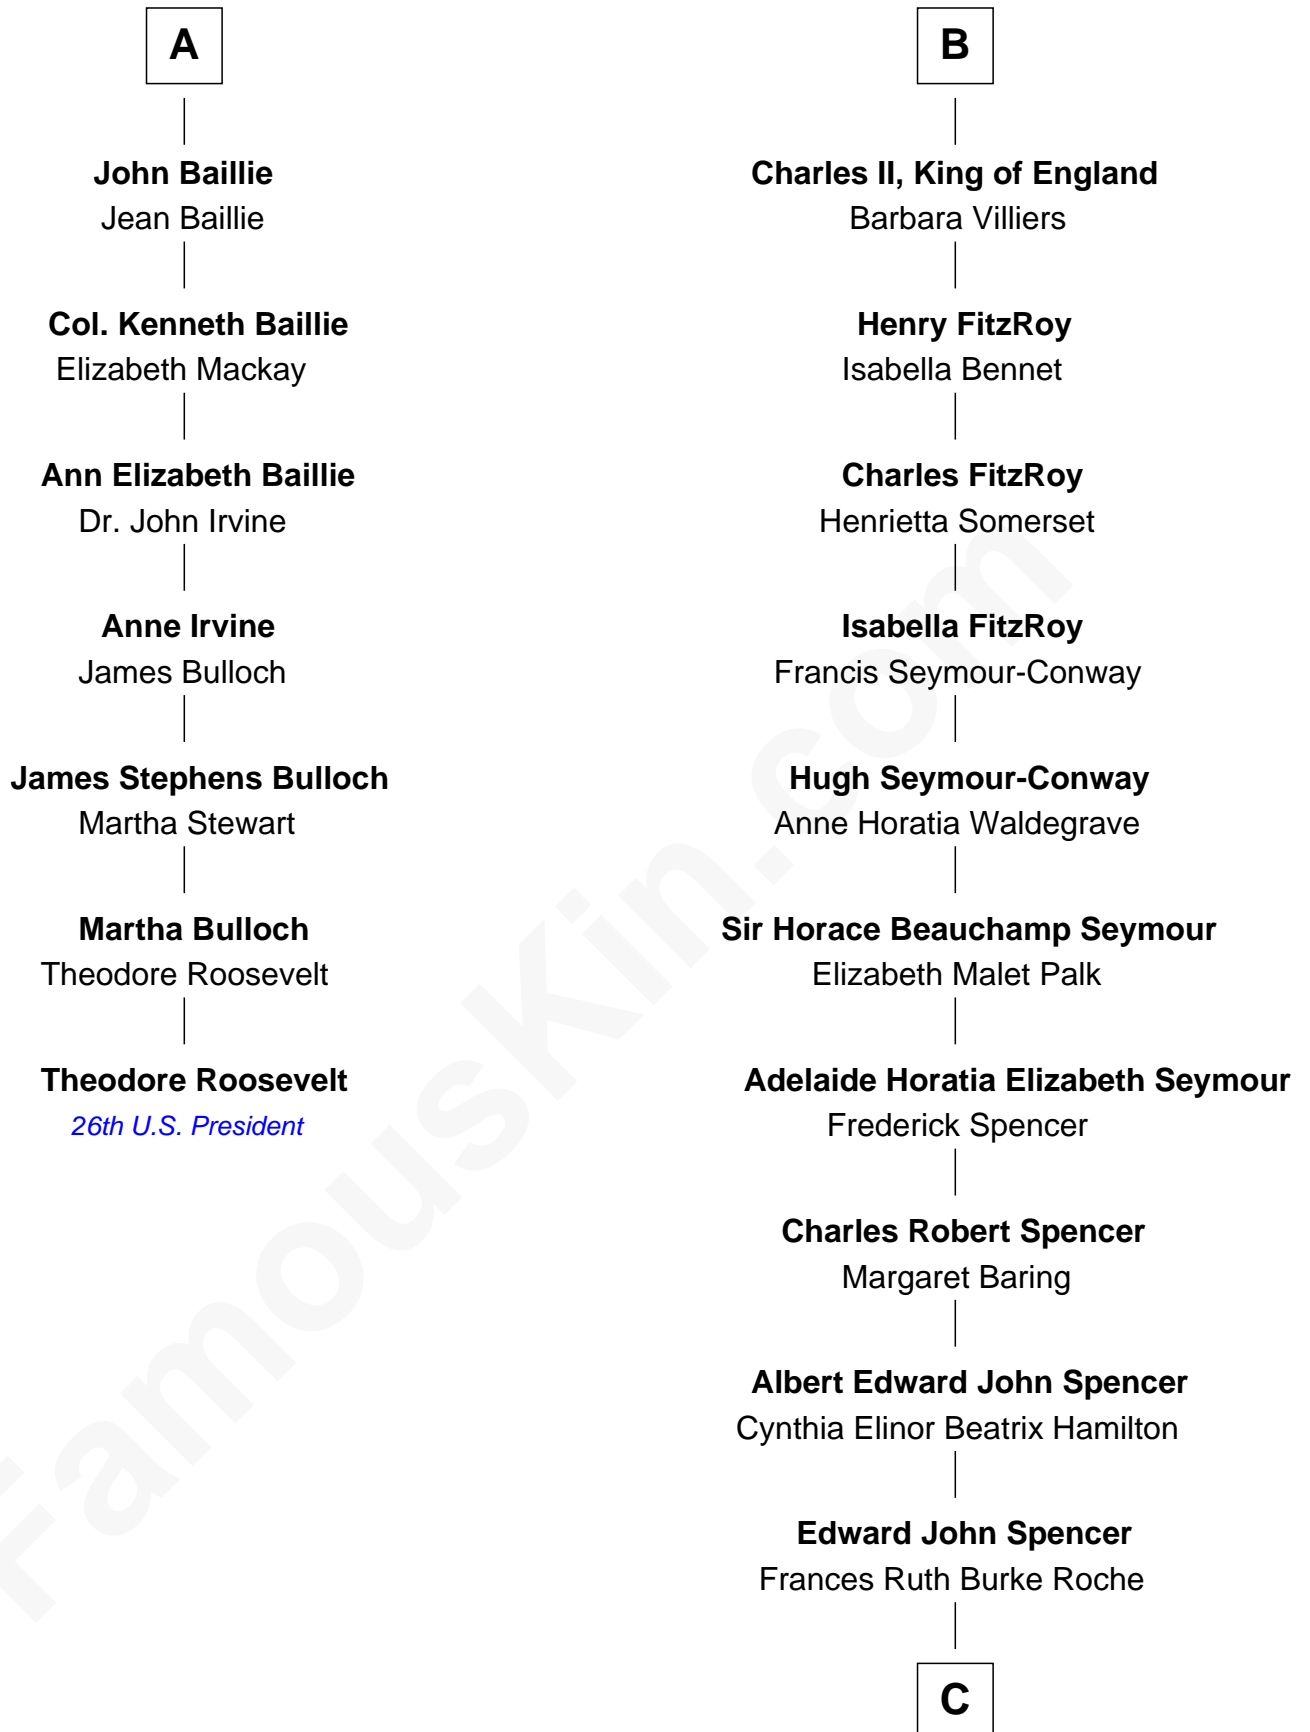 A
John Baillie
Jean Baillie
Col. Kenneth Baillie
Elizabeth Mackay
Ann Elizabeth Baillie
Dr. John Irvine
Anne Irvine
James Bulloch
James Stephens Bulloch
Martha Stewart
Martha Bulloch
Theodore Roosevelt
Theodore Roosevelt
26th U.S. President
B
Charles II, King of England
Barbara Villiers
Henry FitzRoy
Isabella Bennet
Charles FitzRoy
Henrietta Somerset
Isabella FitzRoy
Francis Seymour-Conway
Hugh Seymour-Conway
Anne Horatia Waldegrave
Sir Horace Beauchamp Seymour
Elizabeth Malet Palk
Adelaide Horatia Elizabeth Seymour
Frederick Spencer
Charles Robert Spencer
Margaret Baring
Albert Edward John Spencer
Cynthia Elinor Beatrix Hamilton
Edward John Spencer
Frances Ruth Burke Roche
C
FamousKin.com